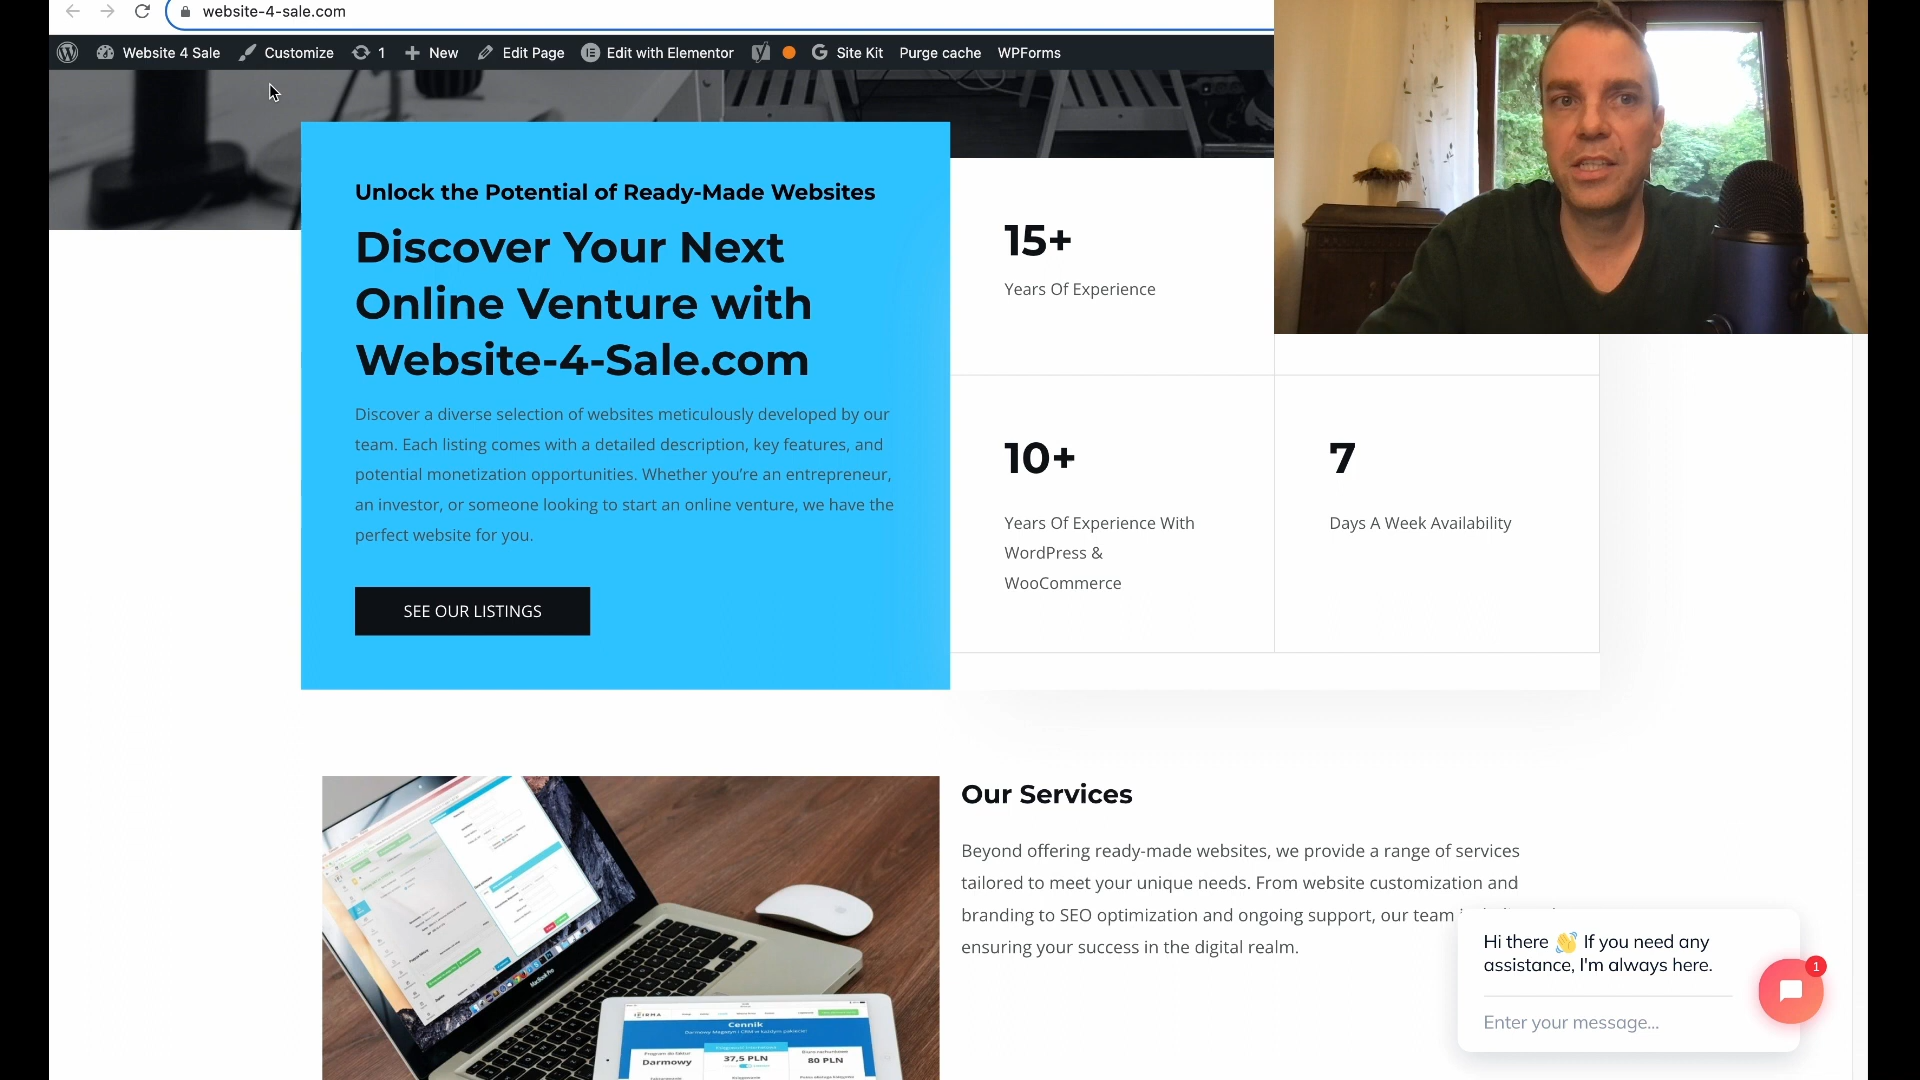 website-4-sale.com
Website 4 Sale Customize 1 New Edit Page Edit with Elementor Site Kit Purge cache WPForms
Unlock the Potential of Ready-Made Websites
Discover Your Next
Online Venture with
Website-4-Sale.com
Discover a diverse selection of websites meticulously developed by our
team. Each listing comes with a detailed description, key features, and
potential monetization opportunities. Whether you're an entrepreneur,
an investor, or someone looking to start an online venture, we have the
perfect website for you.
SEE OUR LISTINGS
15+
Years Of Experience
10+
Years Of Experience With
WordPress &
WooCommerce
7
Days A Week Availability
Our Services
Beyond offering ready-made websites, we provide a range of services
tailored to meet your unique needs. From website customization and
branding to SEO optimization and ongoing support, our team
ensuring your success in the digital realm.
Hi there 👋 If you need any
assistance, I'm always here.
1
Enter your message...
MacBook Pro
Cennik
Darmowy
37,5 PLN
80 PLN